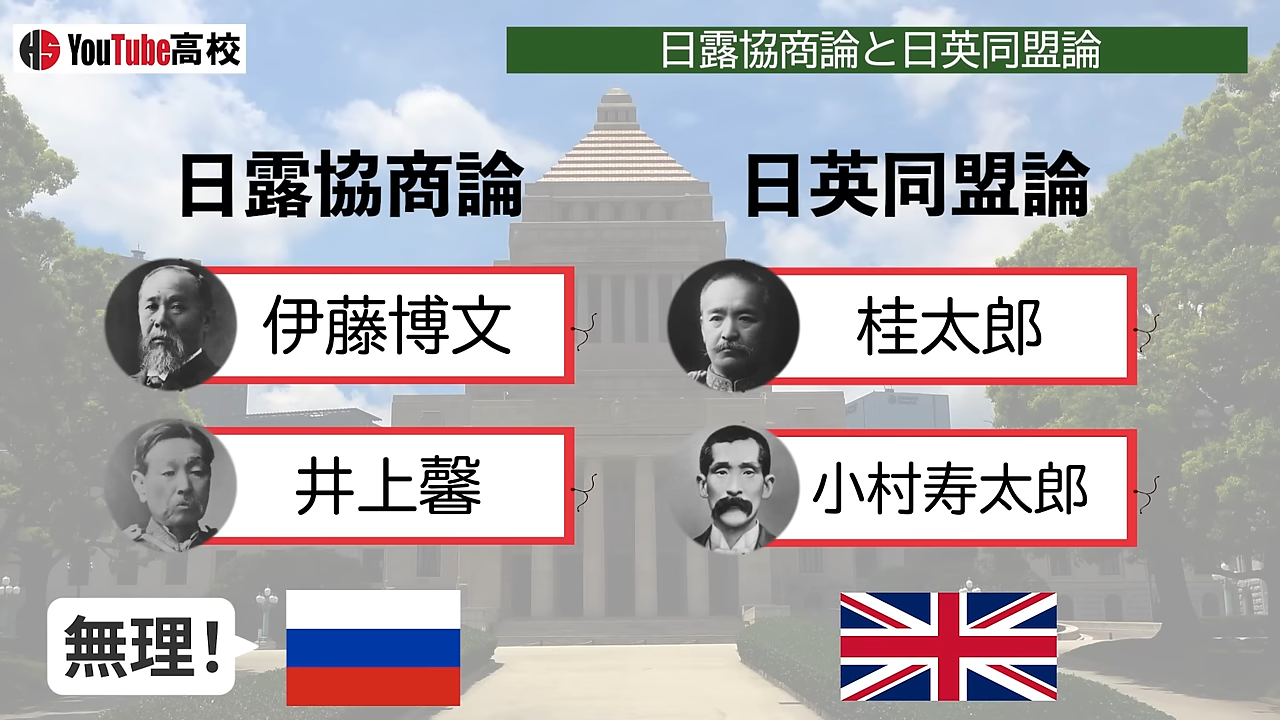 HS YouTube高校
日露協商論と日英同盟論
日露協商論
日英同盟論
伊藤博文
桂太郎
井上馨
小村寿太郎
無理!